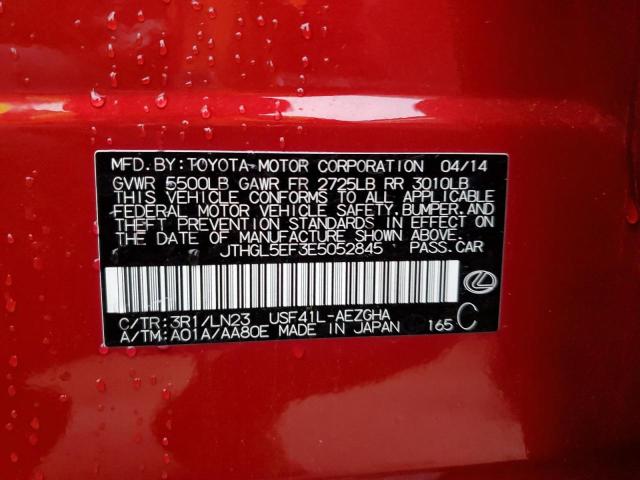 MFD. BY: TOYOTA MOTOR CORPORATION 04/14
GVWR 5500LB GAWR FR 2725LB RR 3010LB
THIS VEHICLE CONFORMS TO ALL APPLICABLE
FEDERAL MOTOR VEHICLE SAFETY, BUMPER, AND
THEFT PREVENTION STANDARDS IN EFFECT ON
THE DATE OF MANUFACTURE SHOWN ABOVE.
JTHGL5EF3E5052845 PASS. CAR
C/TR: 3R1/LN23 USF41L-AEZGHA
A/TM: A01A/AA80E MADE IN JAPAN 165 C